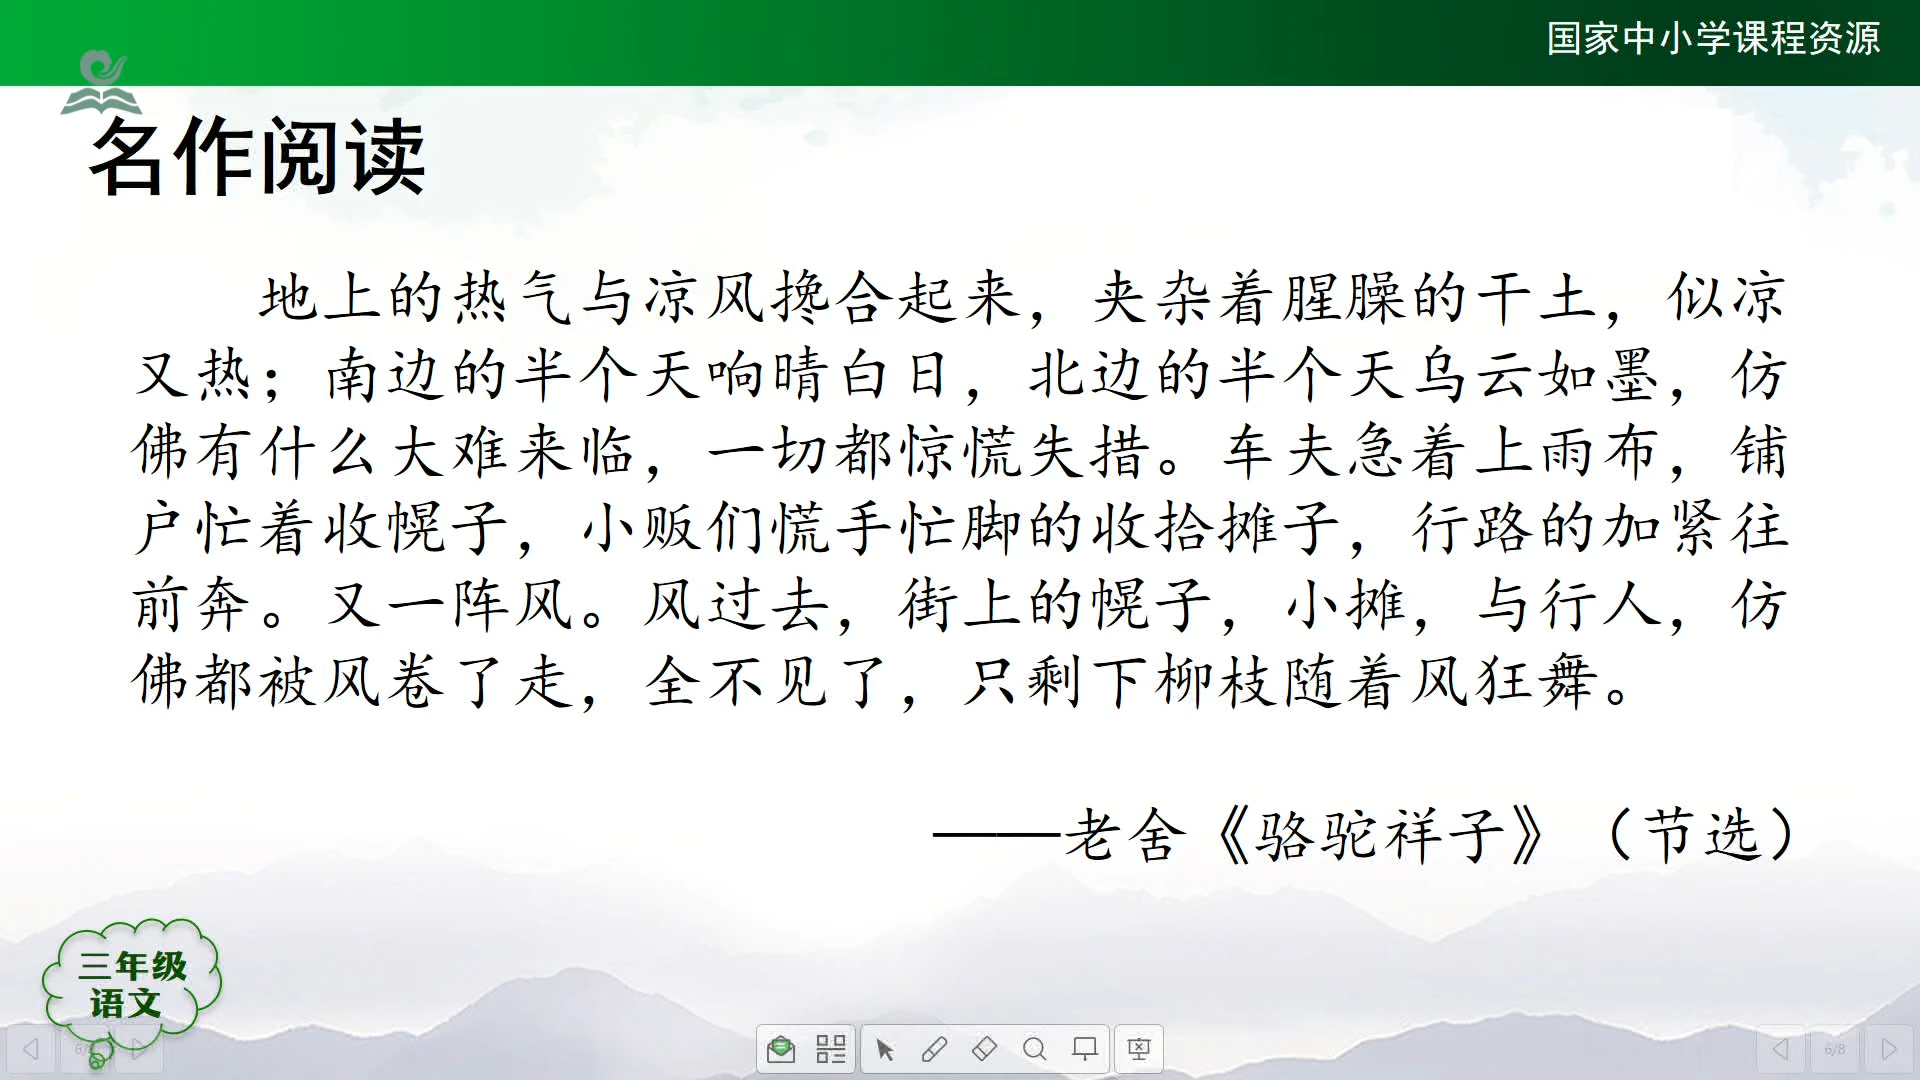 国家中小学课程资源
名作阅读
地上的热气与凉风搀合起来，夹杂着腥臊的干土，似凉
又热；南边的半个天响晴白日，北边的半个天乌云如墨，仿
佛有什么大难来临，一切都惊慌失措。车夫急着上雨布，铺
户忙着收幌子，小贩们慌手忙脚的收拾摊子，行路的加紧往
前奔。又一阵风。风过去，街上的幌子，小摊，与行人，仿
佛都被风卷了走，全不见了，只剩下柳枝随着风狂舞。
——老舍《骆驼祥子》（节选）
三年级
语文
6/8